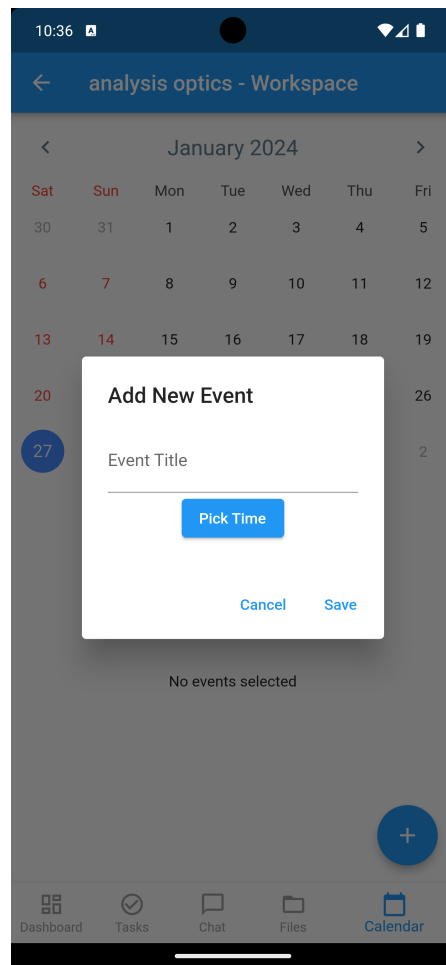 10:36 A
analysis optics - Workspace
January 2024
Sat Sun Mon Tue Wed Thu Fri
30 31 1 2 3 4 5
6 7 8 9 10 11 12
13 14 15 16 17 18 19
20 26
27 2
Add New Event
Event Title
Pick Time
Cancel Save
No events selected
+
Dashboard Tasks Chat Files Calendar